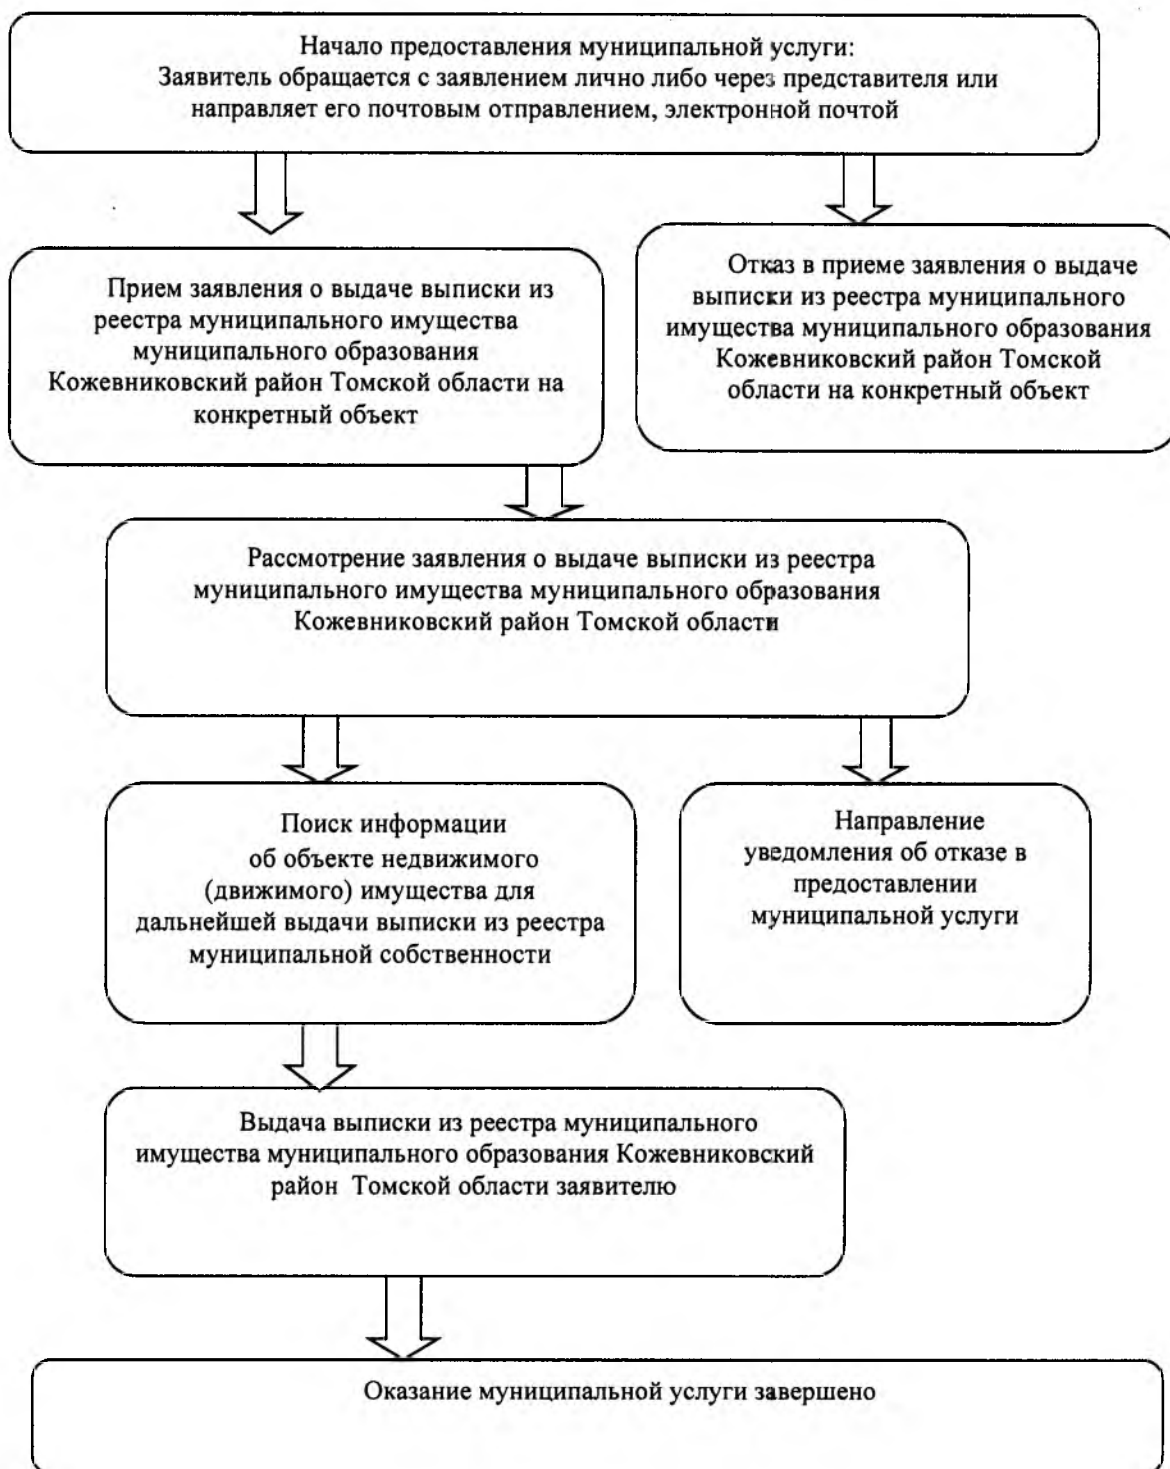 Начало предоставления муниципальной услуги:
Заявитель обращается с заявлением лично либо через представителя или
направляет его почтовым отправлением, электронной почтой
Прием заявления о выдаче выписки из
реестра муниципального имущества
муниципального образования
Кожевниковский район Томской области на
конкретный объект
Отказ в приеме заявления о выдаче
выписки из реестра муниципального
имущества муниципального образования
Кожевниковский район Томской
области на конкретный объект
Рассмотрение заявления о выдаче выписки из реестра
муниципального имущества муниципального образования
Кожевниковский район Томской области
Поиск информации
об объекте недвижимого
(движимого) имущества для
дальнейшей выдачи выписки из реестра
муниципальной собственности
Направление
уведомления об отказе в
предоставлении
муниципальной услуги
Выдача выписки из реестра муниципального
имущества муниципального образования Кожевниковский
район Томской области заявителю
Оказание муниципальной услуги завершено